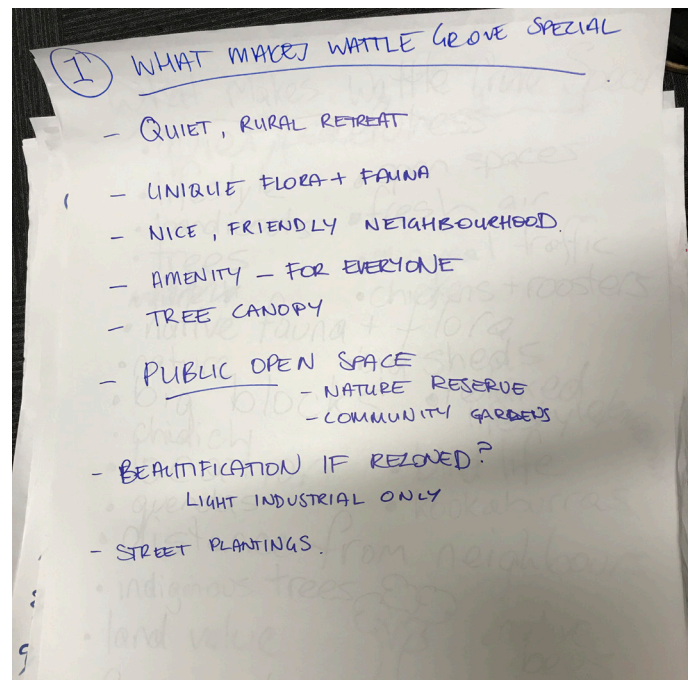 1 WHAT MAKES WATTLE GROVE SPECIAL
- QUIET, RURAL RETREAT
- UNIQUE FLORA + FAUNA
- NICE, FRIENDLY NEIGHBOURHOOD.
- AMENITY - FOR EVERYONE
- TREE CANOPY
- PUBLIC OPEN SPACE
- NATURE RESERVE
- COMMUNITY GARDENS
- BEAUTIFICATION IF REZONED?
LIGHT INDUSTRIAL ONLY
- STREET PLANTINGS.